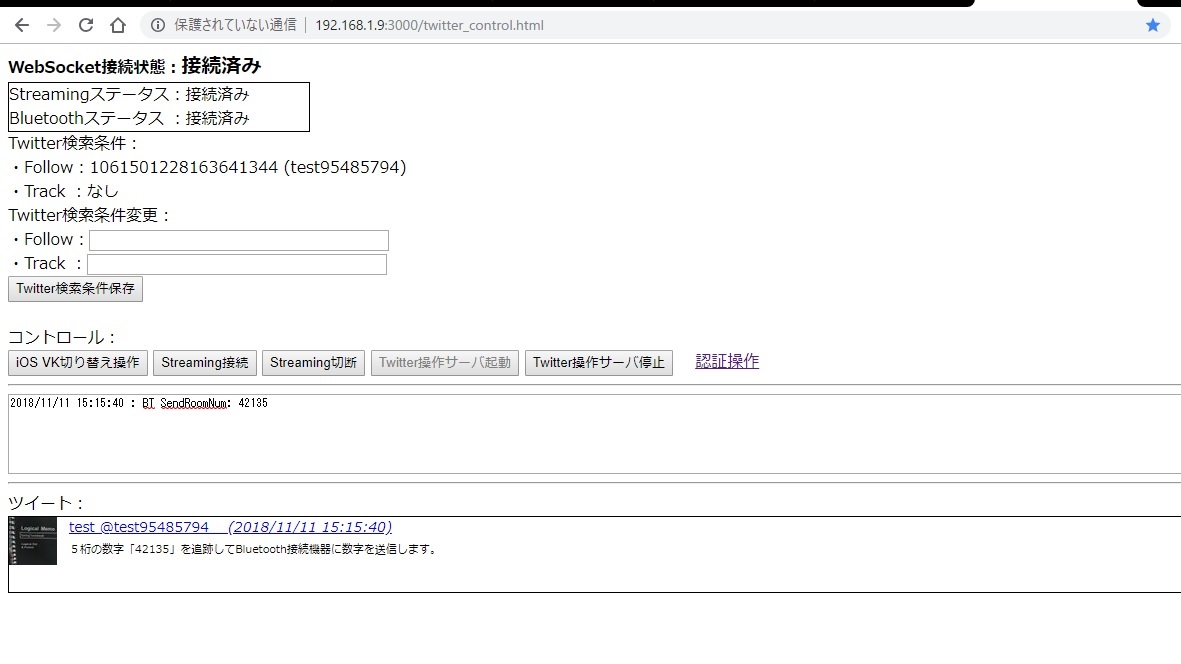 保護されていない通信 | 192.168.1.9:3000/twitter_control.html
WebSocket接続状態：接続済み
Streamingステータス：接続済み
Bluetoothステータス ：接続済み
Twitter検索条件：
・Follow：1061501228163641344 (test95485794)
・Track ：なし
Twitter検索条件変更：
・Follow：
・Track ：
Twitter検索条件保存
コントロール：
iOS VK切り替え操作 Streaming接続 Streaming切断 Twitter操作サーバ起動 Twitter操作サーバ停止 認証操作
2018/11/11 15:15:40 : BT SendRoomNum: 42135
ツイート：
Logical Memo
test @test95485794 (2018/11/11 15:15:40)
５桁の数字「42135」を追跡してBluetooth接続機器に数字を送信します。